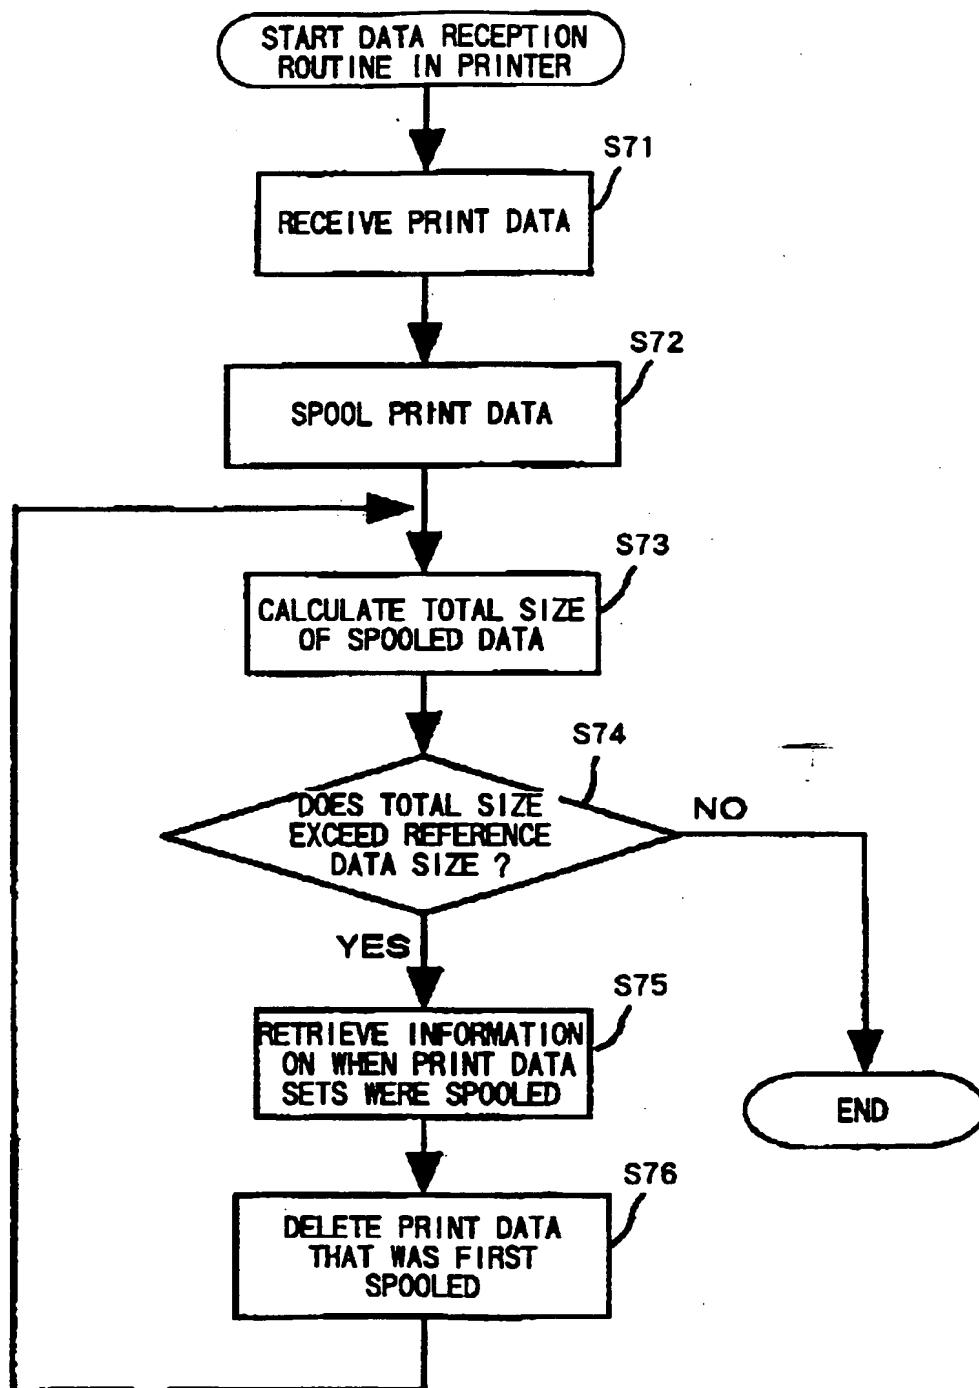 START DATA RECEPTION
ROUTINE IN PRINTER
S71
RECEIVE PRINT DATA
S72
SPOOL PRINT DATA
S73
CALCULATE TOTAL SIZE
OF SPOOLED DATA
S74
DOES TOTAL SIZE
EXCEED REFERENCE
DATA SIZE ?
NO
YES
S75
RETRIEVE INFORMATION
ON WHEN PRINT DATA
SETS WERE SPOOLED
END
S76
DELETE PRINT DATA
THAT WAS FIRST
SPOOLED